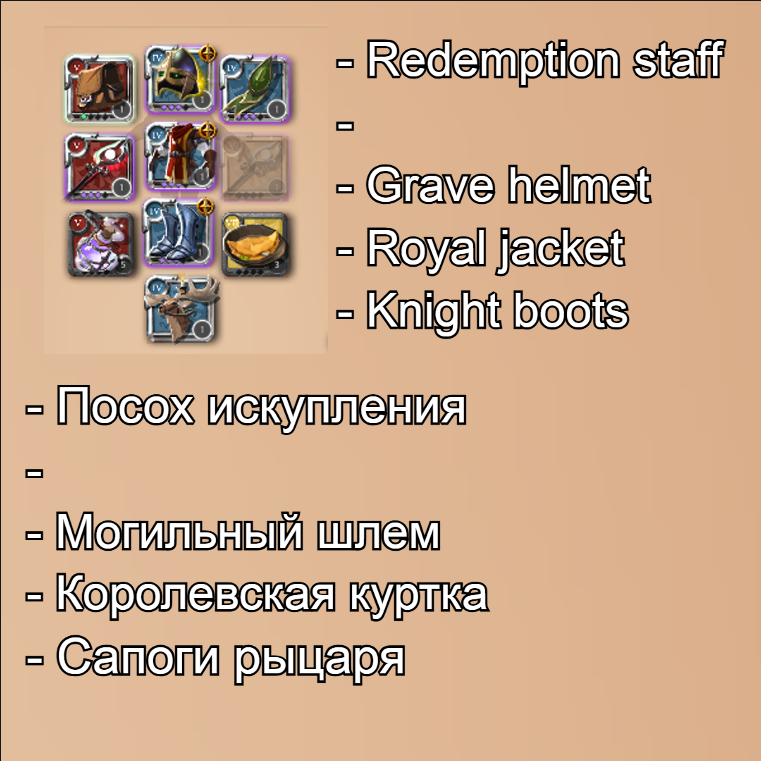 - Redemption staff
-
- Grave helmet
- Royal jacket
- Knight boots
- Посох искупления
-
- Могильный шлем
- Королевская куртка
- Сапоги рыцаря